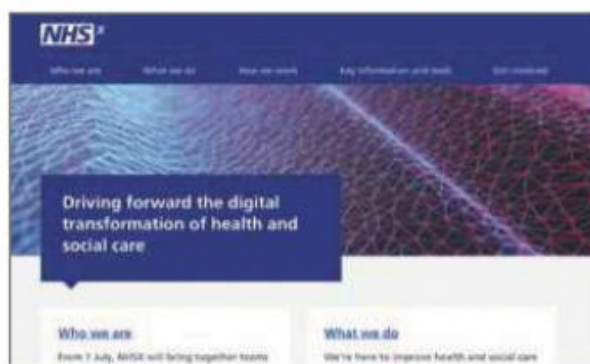 NHSX
Who we are What we do How we work Key information and tools Get involved
Driving forward the digital
transformation of health and
social care
Who we are
What we do
From 1 July, NHSX will bring together teams
We're here to improve health and social care